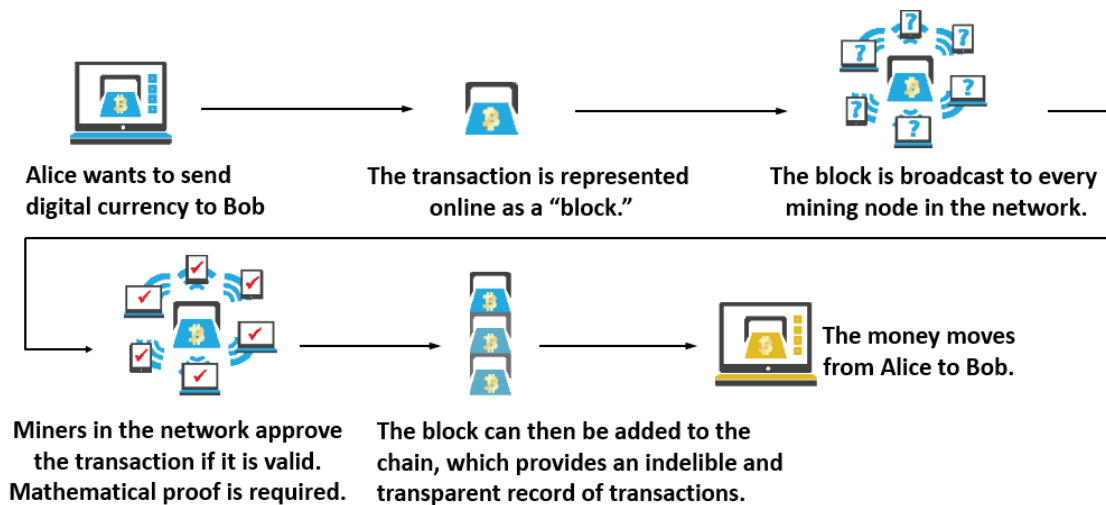 Alice wants to send
digital currency to Bob
The transaction is represented
online as a “block.”
The block is broadcast to every
mining node in the network.
Miners in the network approve
the transaction if it is valid.
Mathematical proof is required.
The block can then be added to the
chain, which provides an indelible and
transparent record of transactions.
The money moves
from Alice to Bob.